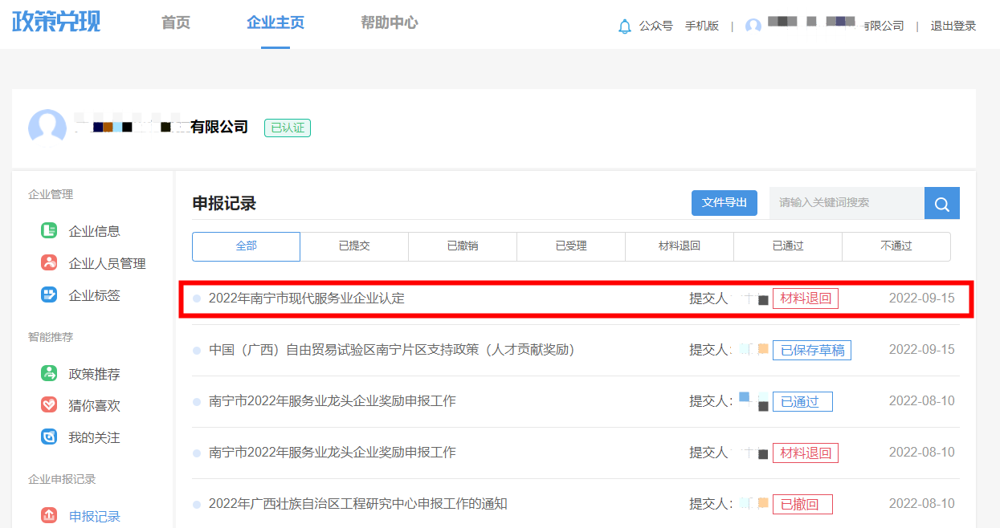 政策兑现 首页 企业主页 帮助中心 公众号 手机版 | 有限公司 | 退出登录
有限公司 已认证
企业管理
企业信息
企业人员管理
企业标签
智能推荐
政策推荐
猜你喜欢
我的关注
企业申报记录
申报记录
申报记录 文件导出 请输入关键词搜索
全部 已提交 已撤销 已受理 材料退回 已通过 不通过
2022年南宁市现代服务业企业认定 提交人 材料退回 2022-09-15
中国（广西）自由贸易试验区南宁片区支持政策（人才贡献奖励） 提交人: 已保存草稿 2022-09-15
南宁市2022年服务业龙头企业奖励申报工作 提交人: 已通过 2022-08-10
南宁市2022年服务业龙头企业奖励申报工作 提交人 材料退回 2022-08-10
2022年广西壮族自治区工程研究中心申报工作的通知 提交人: 已撤回 2022-08-10